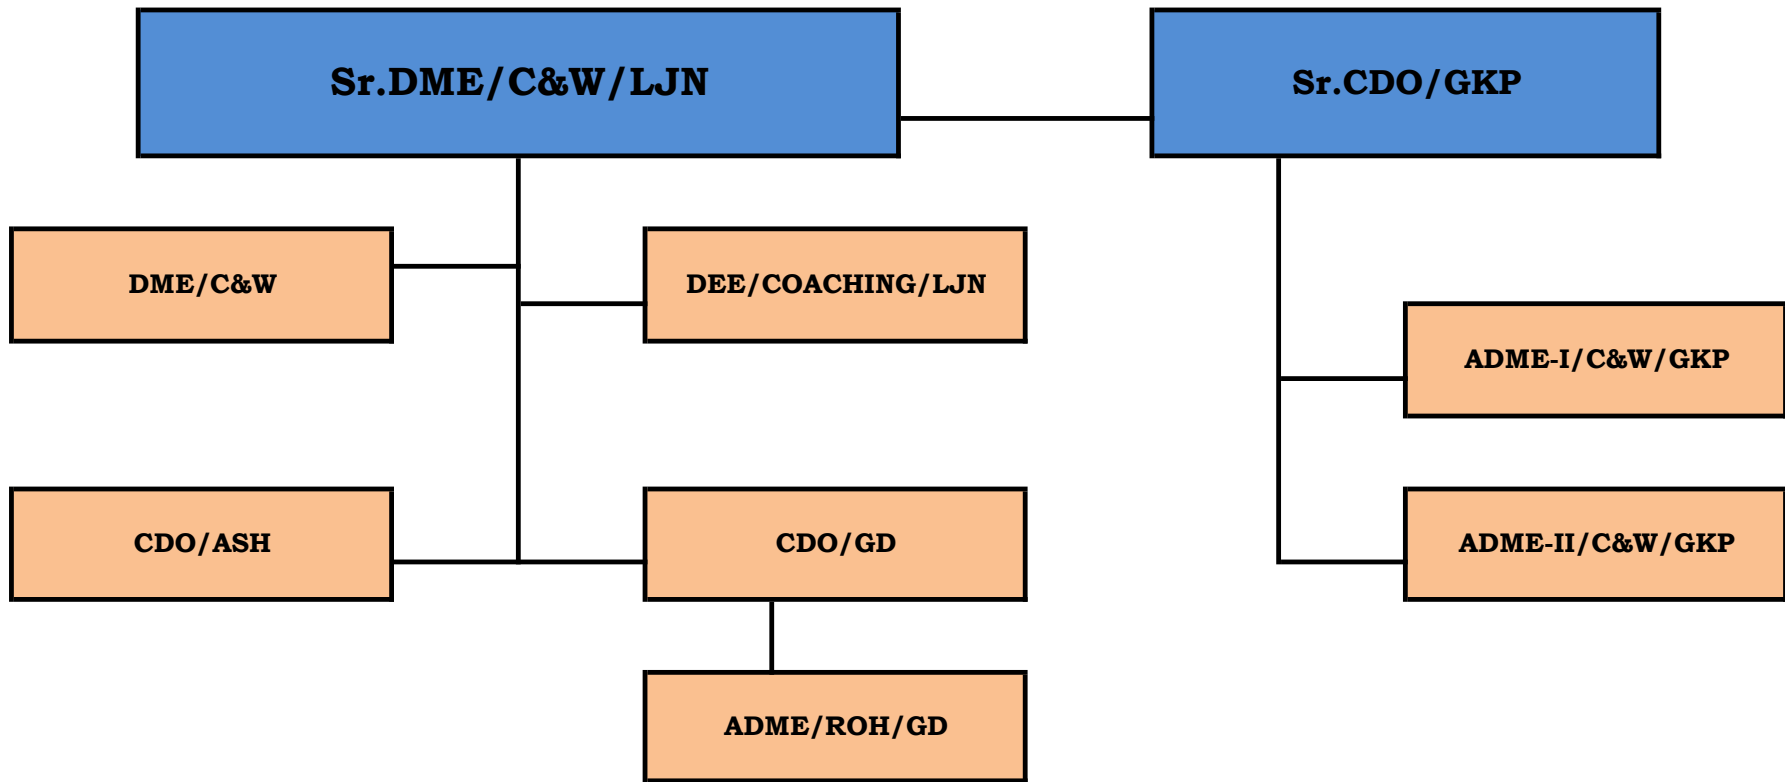 Sr.DME/C&W/LJN
Sr.CDO/GKP
DME/C&W
DEE/COACHING/LJN
ADME-I/C&W/GKP
CDO/ASH
CDO/GD
ADME-II/C&W/GKP
ADME/ROH/GD